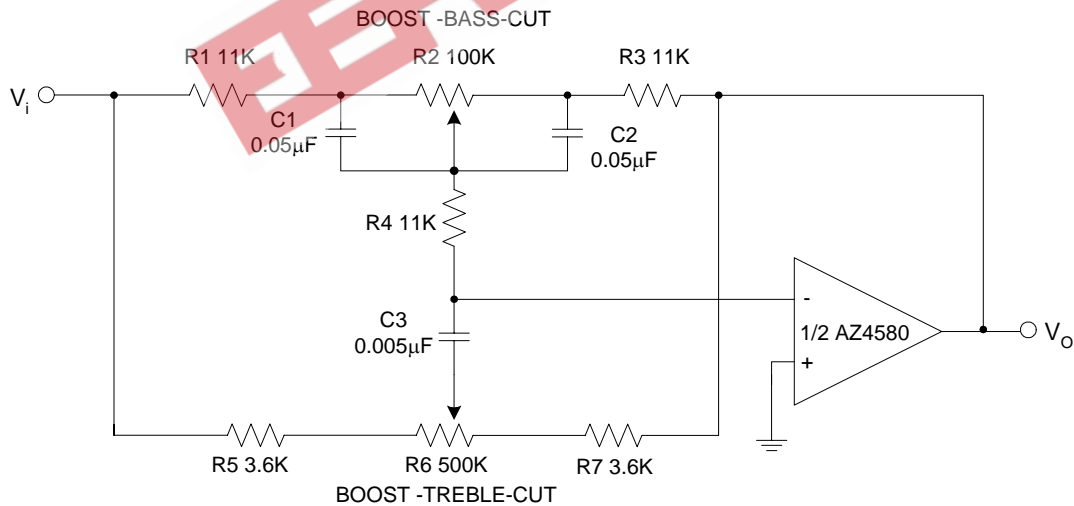 BOOST -BASS-CUT
R1 11K
R2 100K
R3 11K
Vi
C1
0.05μF
C2
0.05μF
R4 11K
C3
0.005μF
-
1/2 AZ4580
+
VO
R5 3.6K
R6 500K
R7 3.6K
BOOST -TREBLE-CUT